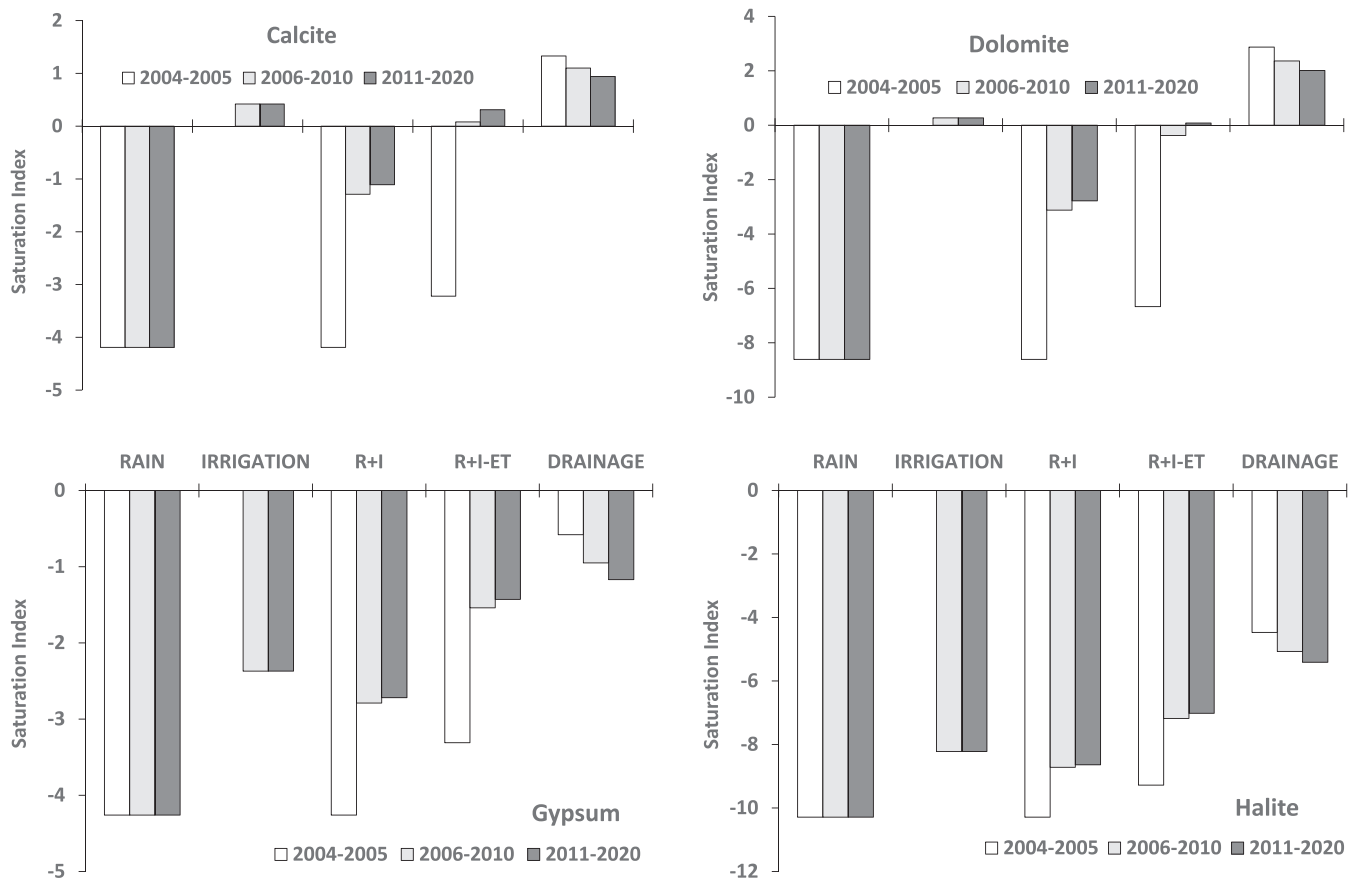 Calcite
2004-2005 2006-2010 2011-2020
Saturation Index
2
1
0
-1
-2
-3
-4
-5
Dolomite
2004-2005 2006-2010 2011-2020
Saturation Index
4
2
0
-2
-4
-6
-8
-10
RAIN IRRIGATION R+I R+I-ET DRAINAGE
Saturation Index
0
-1
-2
-3
-4
-5
Gypsum
2004-2005 2006-2010 2011-2020
RAIN IRRIGATION R+I R+I-ET DRAINAGE
Saturation Index
0
-2
-4
-6
-8
-10
-12
Halite
2004-2005 2006-2010 2011-2020